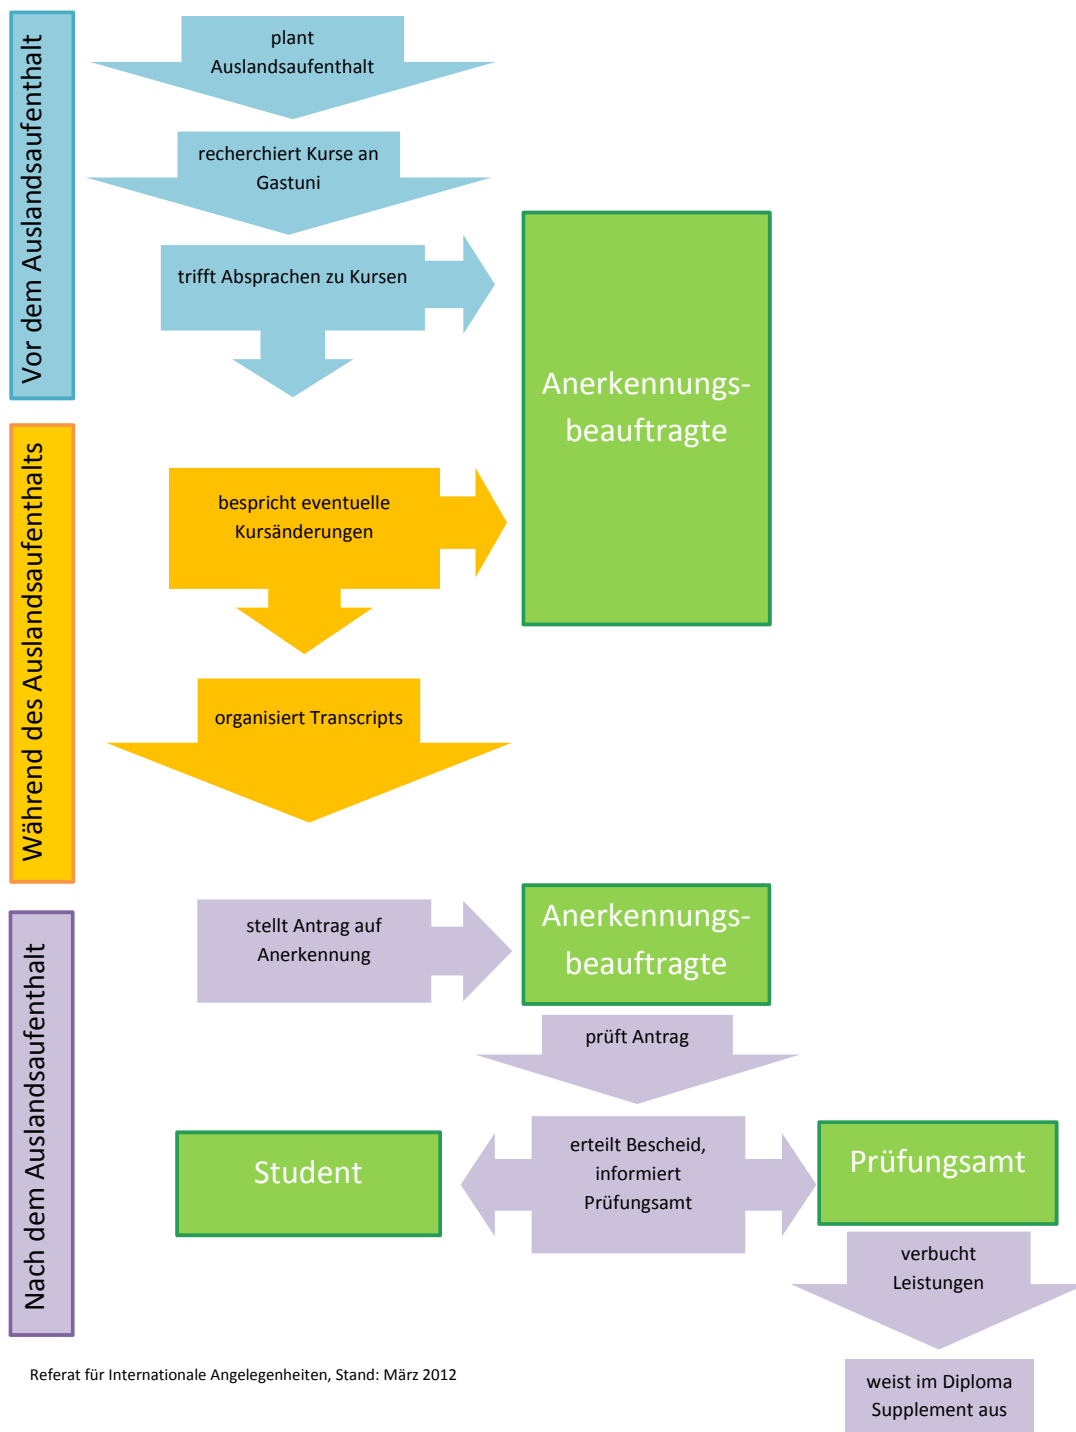 Vor dem Auslandsaufenthalt
plant
Auslandsaufenthalt
recherchiert Kurse an
Gastuni
trifft Absprachen zu Kursen
Anerkennungs-
beauftragte
Während des Auslandsaufenthalts
bespricht eventuelle
Kursänderungen
organisiert Transcripts
Nach dem Auslandsaufenthalt
stellt Antrag auf
Anerkennung
Anerkennungs-
beauftragte
prüft Antrag
Student
erteilt Bescheid,
informiert
Prüfungsamt
Prüfungsamt
verbucht
Leistungen
weist im Diploma
Supplement aus
Referat für Internationale Angelegenheiten, Stand: März 2012